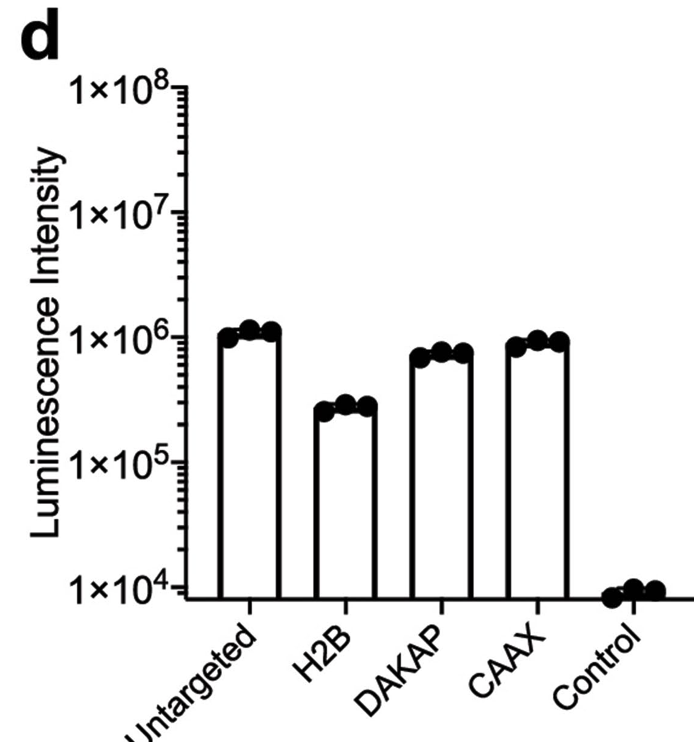 d
1×10⁸
1×10⁷
1×10⁶
1×10⁵
1×10⁴
Luminescence Intensity
Untargeted
H2B
DAKAP
CAAX
Control